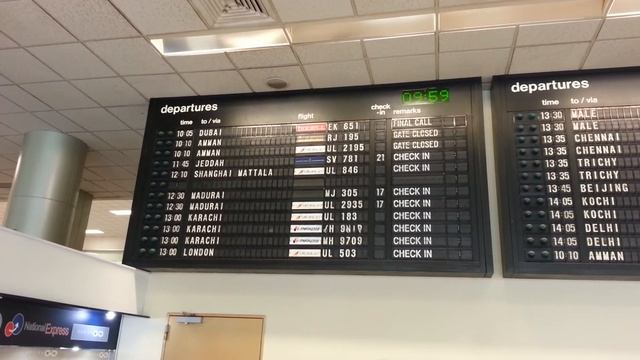 09:59
departures
time to / via flight check -in remarks
10 05 DUBAI EK 651 FINAL CALL
10 10 AMMAN RJ 195 GATE CLOSED
10 10 AMMAN UL 2195 GATE CLOSED
11 45 JEDDAH SV 781 21 CHECK IN
12 10 SHANGHAI MATTALA UL 846 CHECK IN
12 30 MADURAI MJ 305 17 CHECK IN
12 30 MADURAI UL 2935 17 CHECK IN
13 00 KARACHI UL 183 CHECK IN
13 00 KARACHI CHECK IN
13 00 KARACHI MH 9709 CHECK IN
13 00 LONDON UL 503 CHECK IN
departures
time to / via
13 30 MALE
13 30 MALE
13 35 CHENNAI
13 35 CHENNAI
13 35 TRICHY
13 35 TRICHY
13 45 BEIJING
14 05 KOCHI
14 05 KOCHI
14 05 DELHI
14 05 DELHI
10 10 AMMAN
National Express